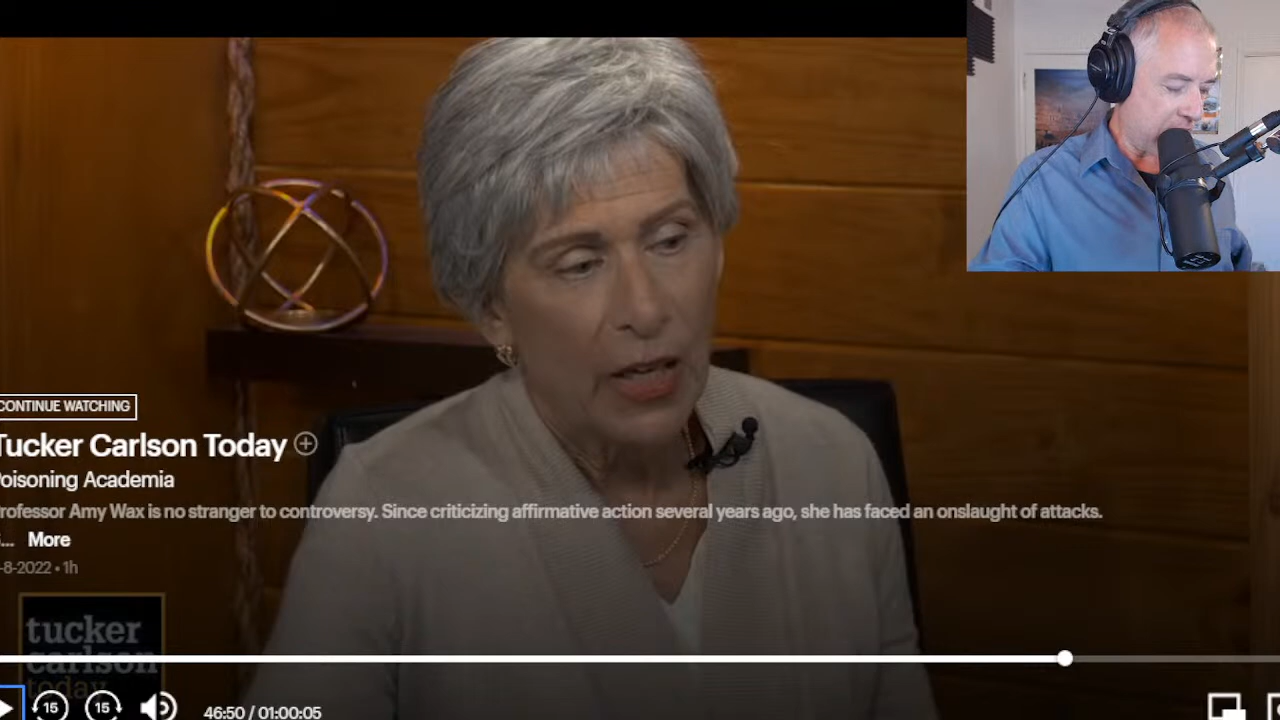 CONTINUE WATCHING
Tucker Carlson Today
oisoning Academia
rofessor Amy Wax is no stranger to controversy. Since criticizing affirmative action several years ago, she has faced an onslaught of attacks.
... More
-8-2022 • 1h
tucker
carlson
today
15 15 46:50 / 01:00:05